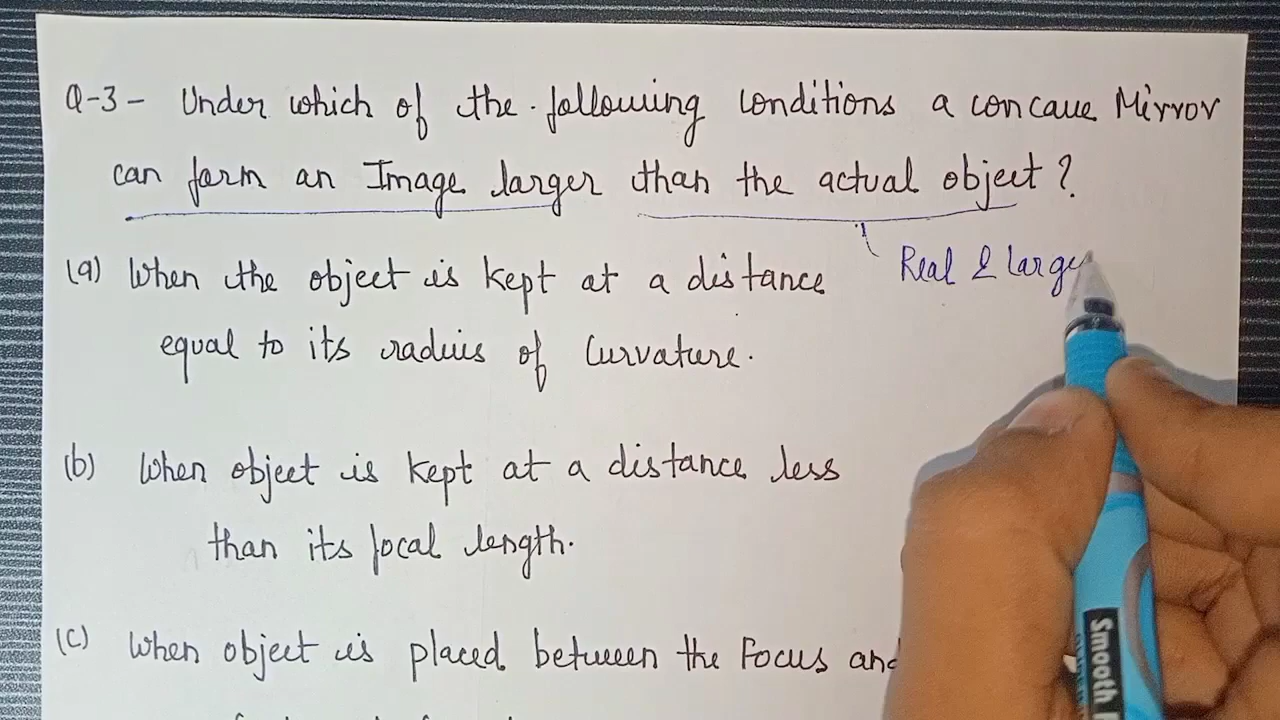 Q-3- Under which of the following conditions a concave Mirror
can form an Image larger than the actual object?
(a) When the object is kept at a distance
Real & large
equal to its radius of Curvature.
(b) When object is kept at a distance less
than its focal length.
(c) When object is placed between the Focus and
Smooth